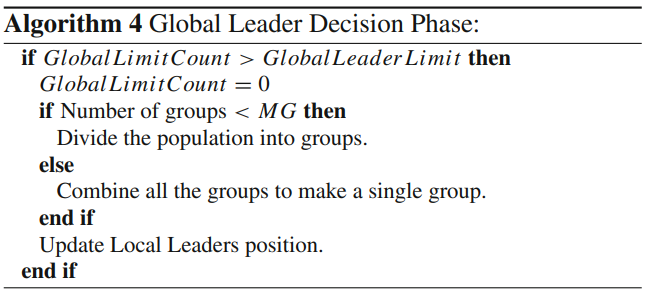 Algorithm 4 Global Leader Decision Phase:
if GlobalLimitCount > GlobalLeaderLimit then
GlobalLimitCount = 0
if Number of groups < MG then
Divide the population into groups.
else
Combine all the groups to make a single group.
end if
Update Local Leaders position.
end if